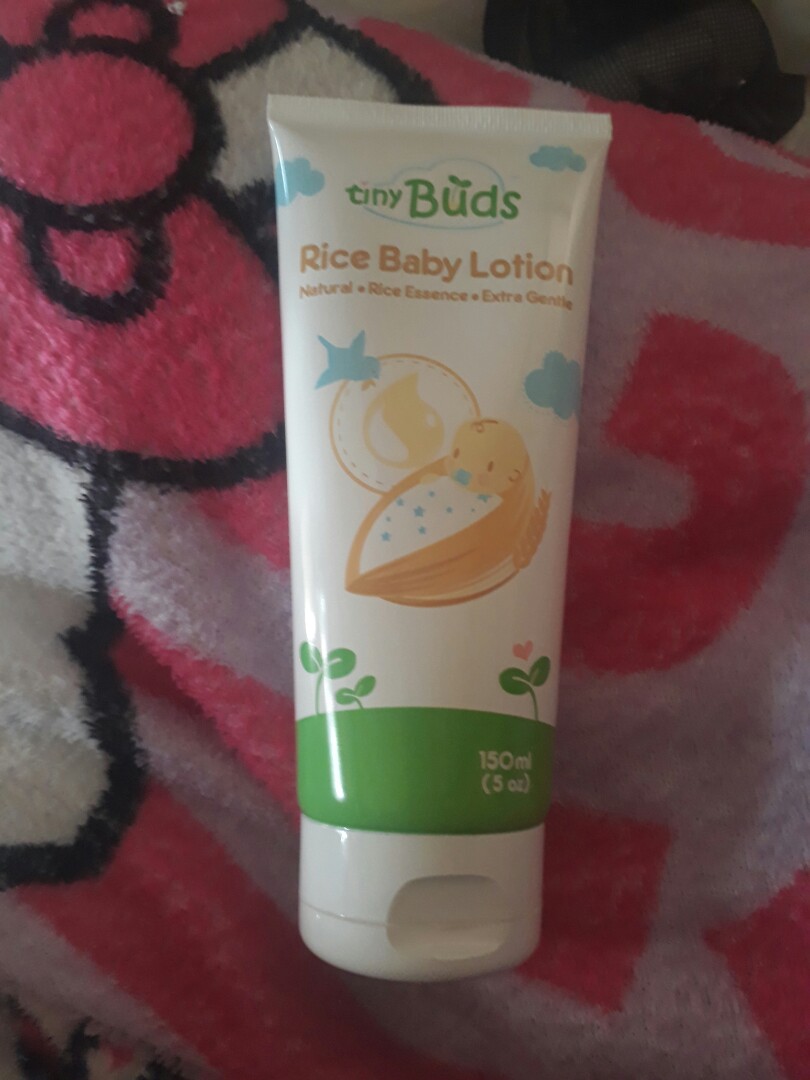 tiny Buds
Rice Baby Lotion
Natural • Rice Essence • Extra Gentle
150ml
(5 oz)